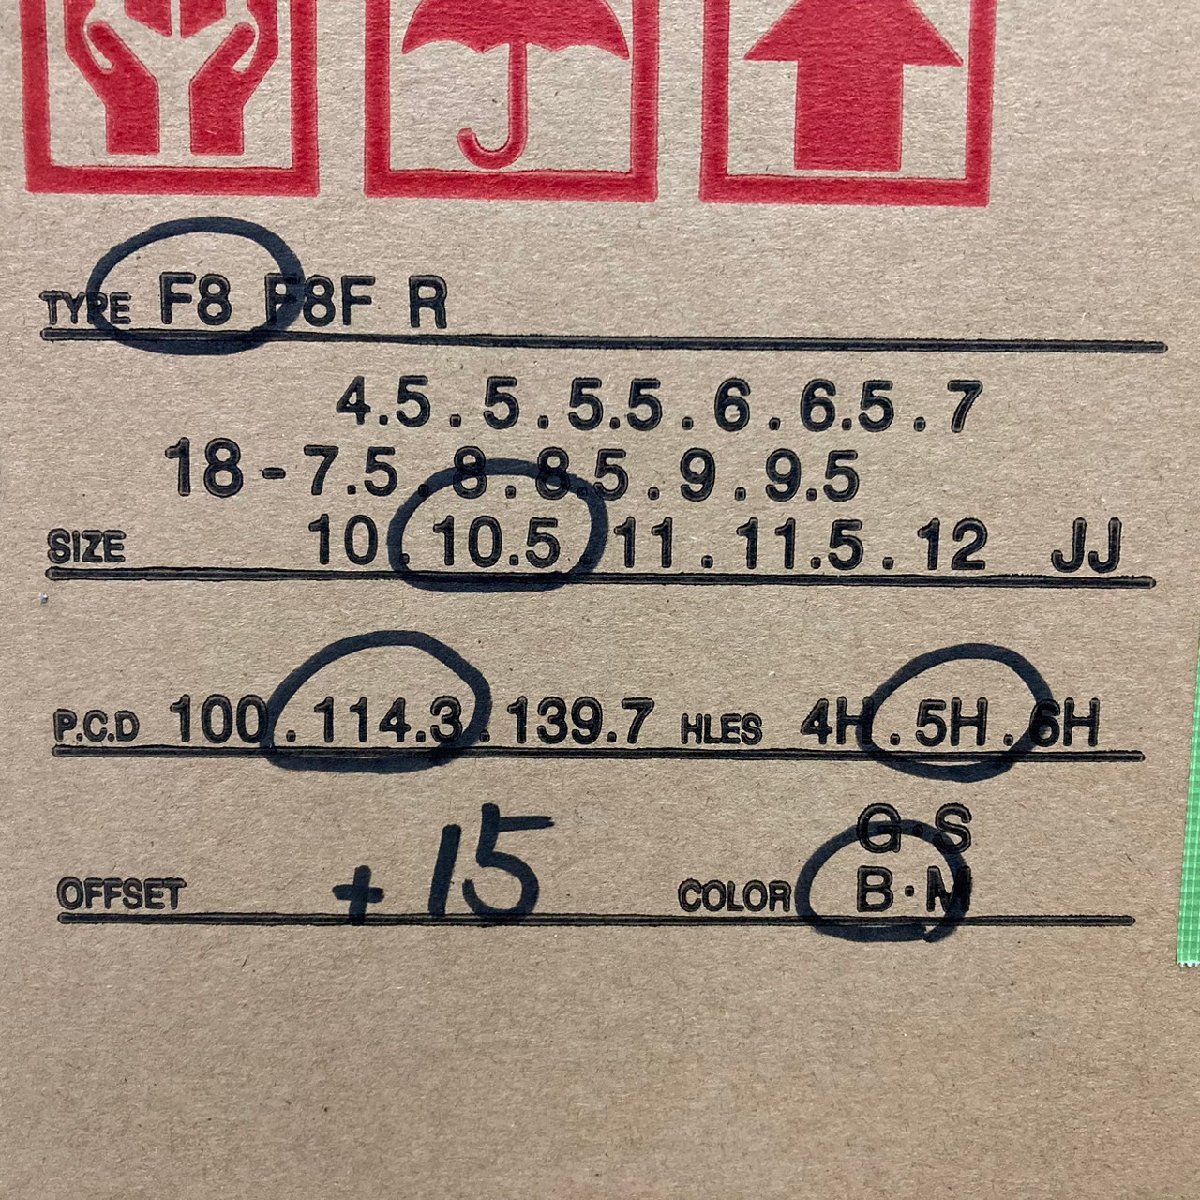 TYPE F8 F8F R
4.5 . 5 . 5.5 . 6 . 6.5 . 7
18 - 7.5 . 8 . 8.5 . 9 . 9.5
SIZE 10 . 10.5 . 11 . 11.5 . 12 JJ
P.C.D 100 . 114.3 . 139.7 HLES 4H . 5H . 6H
G · S
OFFSET +15 COLOR B · M